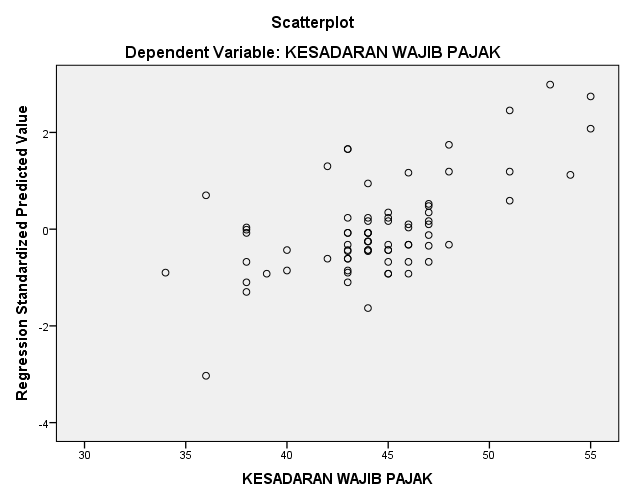 Scatterplot
Dependent Variable: KESADARAN WAJIB PAJAK
Regression Standardized Predicted Value
2
0
-2
-4
30 35 40 45 50 55
KESADARAN WAJIB PAJAK